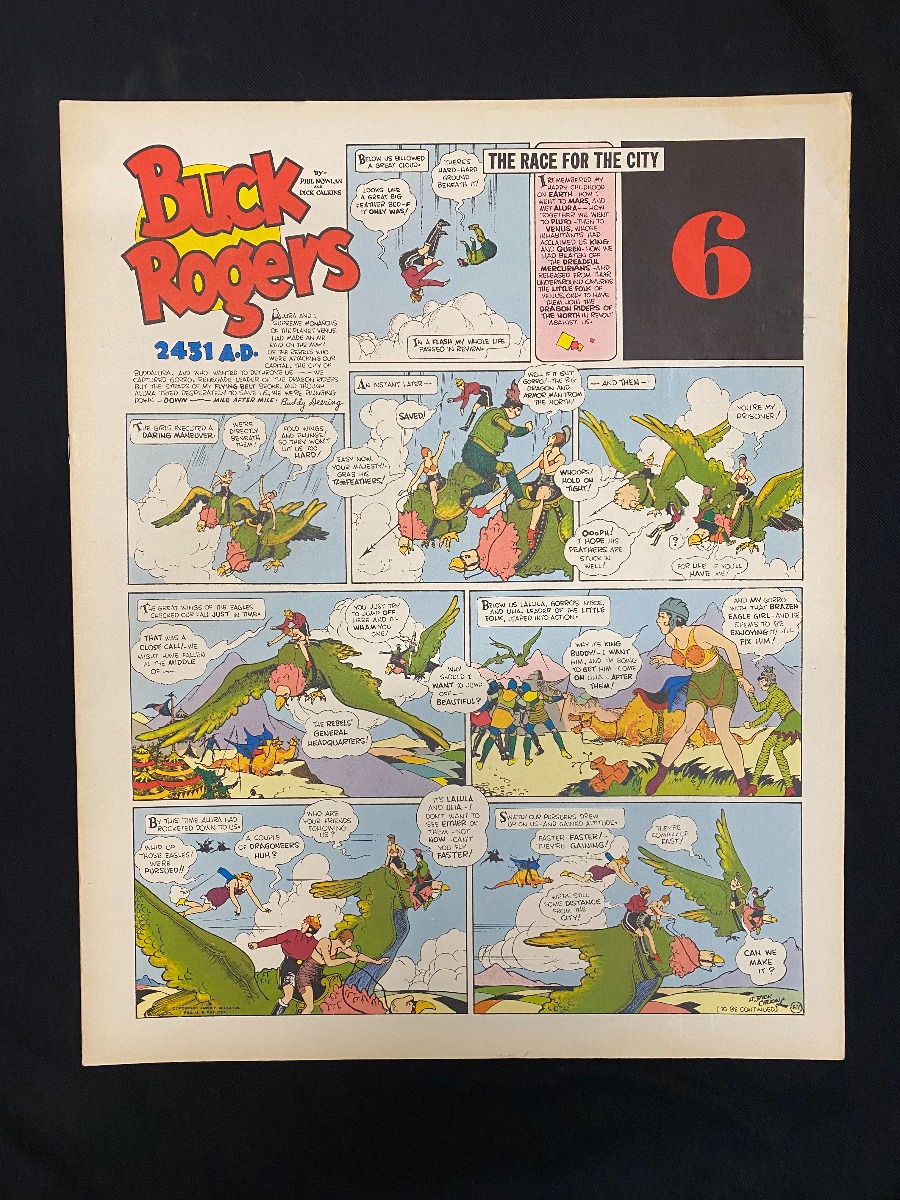 BUCK
ROGERS
2431 A.D.
by-
PHIL NOWLAN
AND
DICK CALKINS
ALURA AND I,
SUPREME MONARCHS
OF THE PLANET VENUS,
HAD MADE AN AIR
RAID ON THE ARMY
OF THE REBELS WHO
WERE ATTACKING OUR
CAPITAL, THE CITY OF
AND WHO WANTED TO DETHRONE US -- WE
CAPTURED GORRO, RENEGADE LEADER OF THE DRAGON RIDERS
BUT THE STRAPS OF MY FLYING BELT BROKE, AND THOUGH
ALURA TRIED DESPERATELY TO SAVE US, WE WERE PLUNGING
DOWN - DOWN --- MILE AFTER MILE- Buddy Deering
BELOW US BILLOWED
A GREAT CLOUD-
LOOKS LIKE
A GREAT BIG
FEATHER BED - IF
IT ONLY WAS!
THERE'S
HARD-HARD
GROUND
BENEATH IT!
IN A FLASH MY WHOLE LIFE
PASSED IN REVIEW-
THE RACE FOR THE CITY
I REMEMBERED MY
HAPPY CHILDHOOD
ON EARTH - HOW I
WENT TO MARS, AND
MET ALURA -- HOW
TOGETHER WE WENT
TO PLUTO - THEN TO
VENUS, WHOSE
INHABITANTS HAD
ACCLAIMED US KING
AND QUEEN - HOW WE
HAD BEATEN OFF
THE DREADFUL
MERCURIANS - AND
RELEASED FROM THEIR
UNDERGROUND CAVERNS
THE LITTLE FOLK OF
VENUS, ONLY TO HAVE
THEM JOIN THE
DRAGON RIDERS OF
THE NORTH IN REVOLT
AGAINST US-
6
THE GIRLS EXECUTED A
DARING MANEUVER-
WE'RE
DIRECTLY
BENEATH
THEM!
FOLD WINGS,
AND PLUNGE,
SO THEY WON'T
HIT US TOO
HARD!
AN INSTANT LATER--
SAVED!
EASY NOW,
YOUR MAJESTY!-
GRAB HIS
FEATHERS!
WELL IF IT ISN'T
GORRO! - THE BIG
DRAGON AND
ARMOR MAN FROM
THE NORTH!
- AND THEN -
WHOOPS!
HOLD ON
TIGHT!
YOU'RE MY
PRISONER!
OOOPH!
I HOPE HIS
FEATHERS ARE
STUCK IN
WELL!
?
FOR LIFE IF YOU'LL
HAVE ME!
THE GREAT WINGS OF THE EAGLES
CHECKED OUR FALL JUST IN TIME-
THAT WAS A
CLOSE CALL! - WE
MIGHT HAVE FALLEN
IN THE MIDDLE
OF --
YOU JUST TRY
TO JUMP OFF
HERE AND I'LL
WHAM YOU
ONE!
WHY
SHOULD I
WANT TO JUMP
OFF --
BEAUTIFUL?
THE REBELS'
GENERAL
HEADQUARTERS!
BELOW US LALULA, GORRO'S NIECE,
AND ULIA, LEADER OF THE LITTLE
FOLK, LEAPED INTO ACTION-
WHY IT'S KING
BUDDY! - I WANT
HIM, AND I'M GOING
TO GET HIM - COME
ON ULIA - AFTER
THEM!
AND MY GORRO
WITH THAT BRAZEN
EAGLE GIRL - AND HE
SEEMS TO BE
ENJOYING IT! - I'LL
FIX HIM!
BY THIS TIME ALURA HAD
ROCKETED DOWN TO US-
WHIP UP
THOSE EAGLES!
WE'RE
PURSUED!!
A COUPLE
OF DRAGONEERS
HUH?
WHO ARE
YOUR FRIENDS
FOLLOWING
US?
IT'S LALULA
AND ULIA - I
DON'T WANT TO
SEE EITHER OF
THEM - NOT
NOW - CAN'T
YOU FLY
FASTER!
SWIFTLY OUR PURSUERS DREW
UP ON US - AND GAINED ALTITUDE-
FASTER FASTER! -
THEY'RE GAINING!
THEY'RE
COMING UP
FAST!
WE'RE STILL
SOME DISTANCE
FROM THE
CITY!
CAN WE
MAKE
IT?
DICK
CALKINS
(TO BE CONTINUED)
REG. U. S. PAT. OFF.